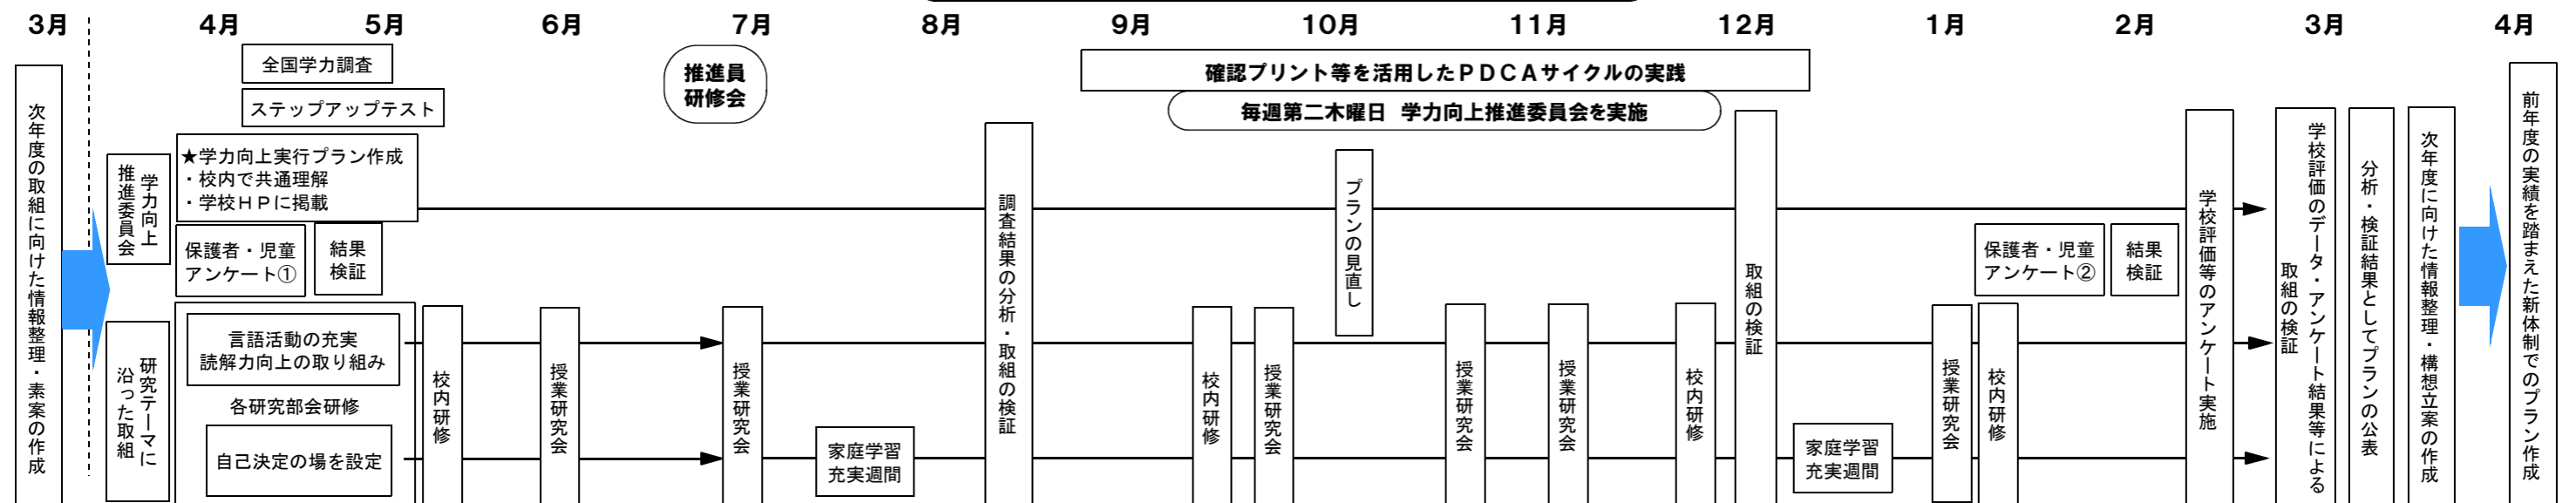 3月
4月
5月
6月
7月
8月
9月
10月
11月
12月
1月
2月
3月
4月
次年度の取組に向けた情報整理・素案の作成
全国学力調査
ステップアップテスト
学力向上
推進委員会
★学力向上実行プラン作成
・校内で共通理解
・学校ＨＰに掲載
保護者・児童
アンケート①
結果
検証
研究テーマに
沿った取組
言語活動の充実
読解力向上の取り組み
各研究部会研修
自己決定の場を設定
校内研修
授業研究会
推進員
研修会
授業研究会
家庭学習
充実週間
調査結果の分析・取組の検証
確認プリント等を活用したＰＤＣＡサイクルの実践
毎週第二木曜日　学力向上推進委員会を実施
校内研修
授業研究会
プランの見直し
授業研究会
授業研究会
校内研修
取組の検証
家庭学習
充実週間
授業研究会
校内研修
保護者・児童
アンケート②
結果
検証
学校評価等のアンケート実施
学校評価のデータ・アンケート結果等による
取組の検証
分析・検証結果としてプランの公表
次年度に向けた情報整理・構想立案の作成
前年度の実績を踏まえた新体制でのプラン作成